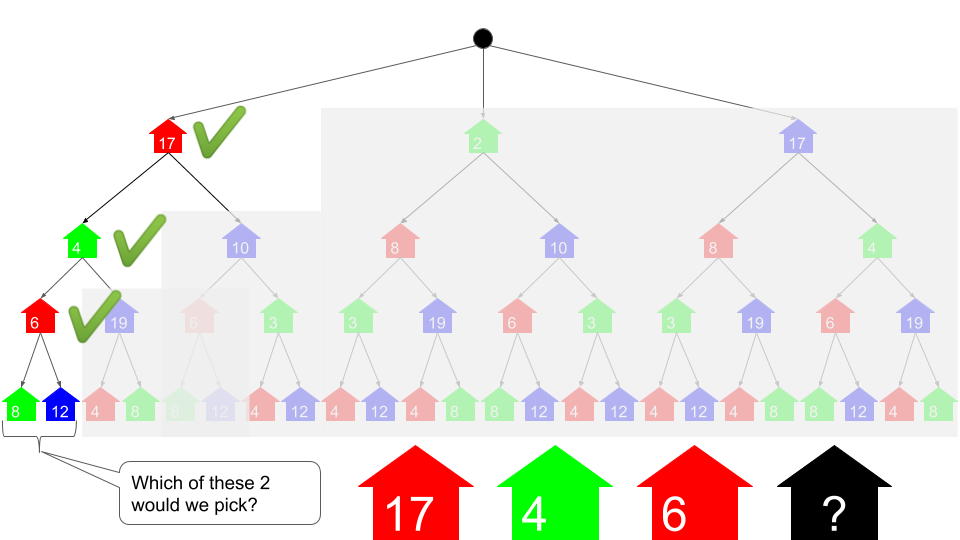 17 2 17
4 10 8 10 8 4
6 19 6 3 3 19 6 3 3 19 6 19
8 12 4 8 8 12 4 12 4 12 4 8 8 12 4 12 4 12 4 8 8 12 4 8
Which of these 2
would we pick?
17 4 6 ?